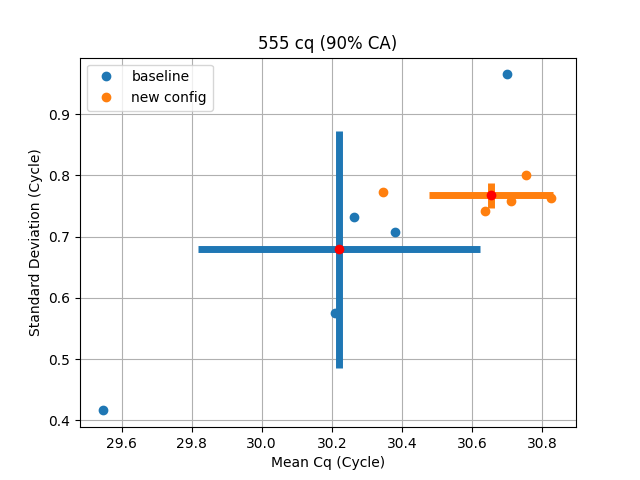 555 cq (90% CA)
baseline
new config
Standard Deviation (Cycle)
0.9
0.8
0.7
0.6
0.5
0.4
29.6 29.8 30.0 30.2 30.4 30.6 30.8
Mean Cq (Cycle)